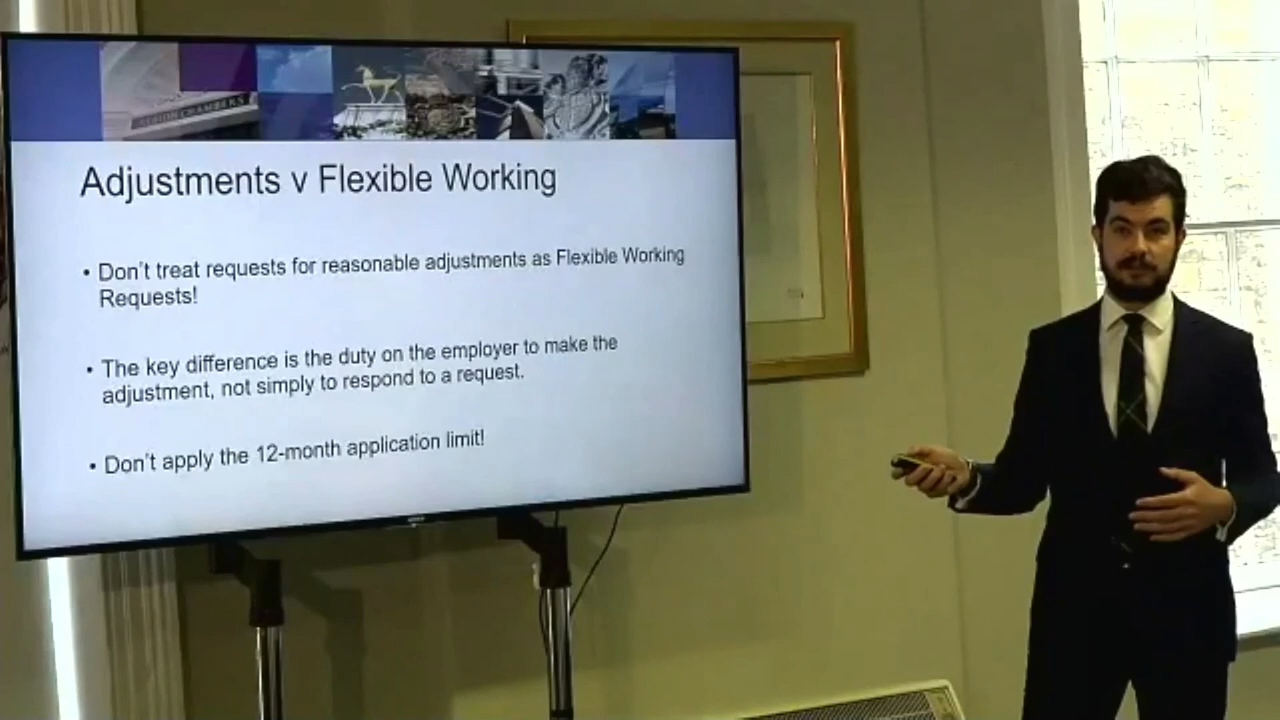 ALBION CHAMBERS
Adjustments v Flexible Working
• Don't treat requests for reasonable adjustments as Flexible Working
Requests!
• The key difference is the duty on the employer to make the
adjustment, not simply to respond to a request.
• Don't apply the 12-month application limit!